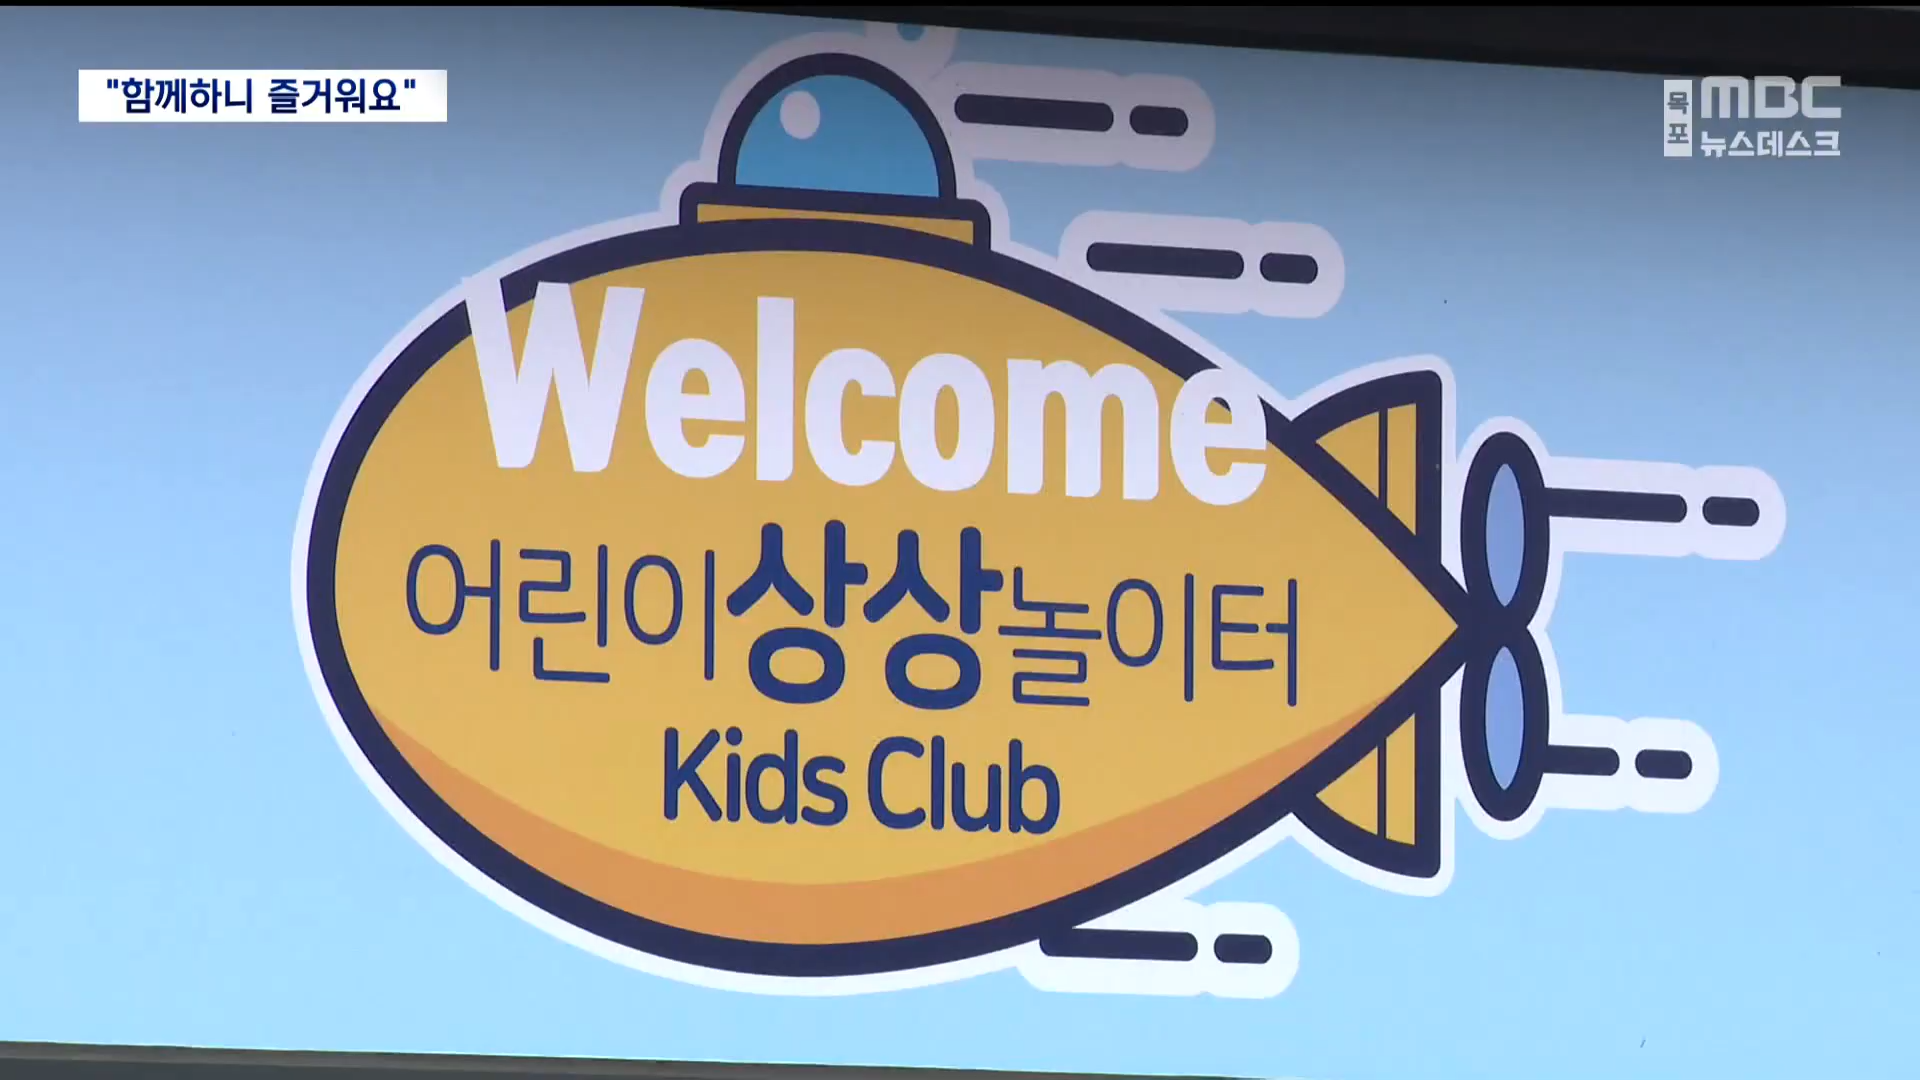 "함께하니 즐거워요"
목포 MBC
뉴스데스크
Welcome
어린이상상놀이터
Kids Club